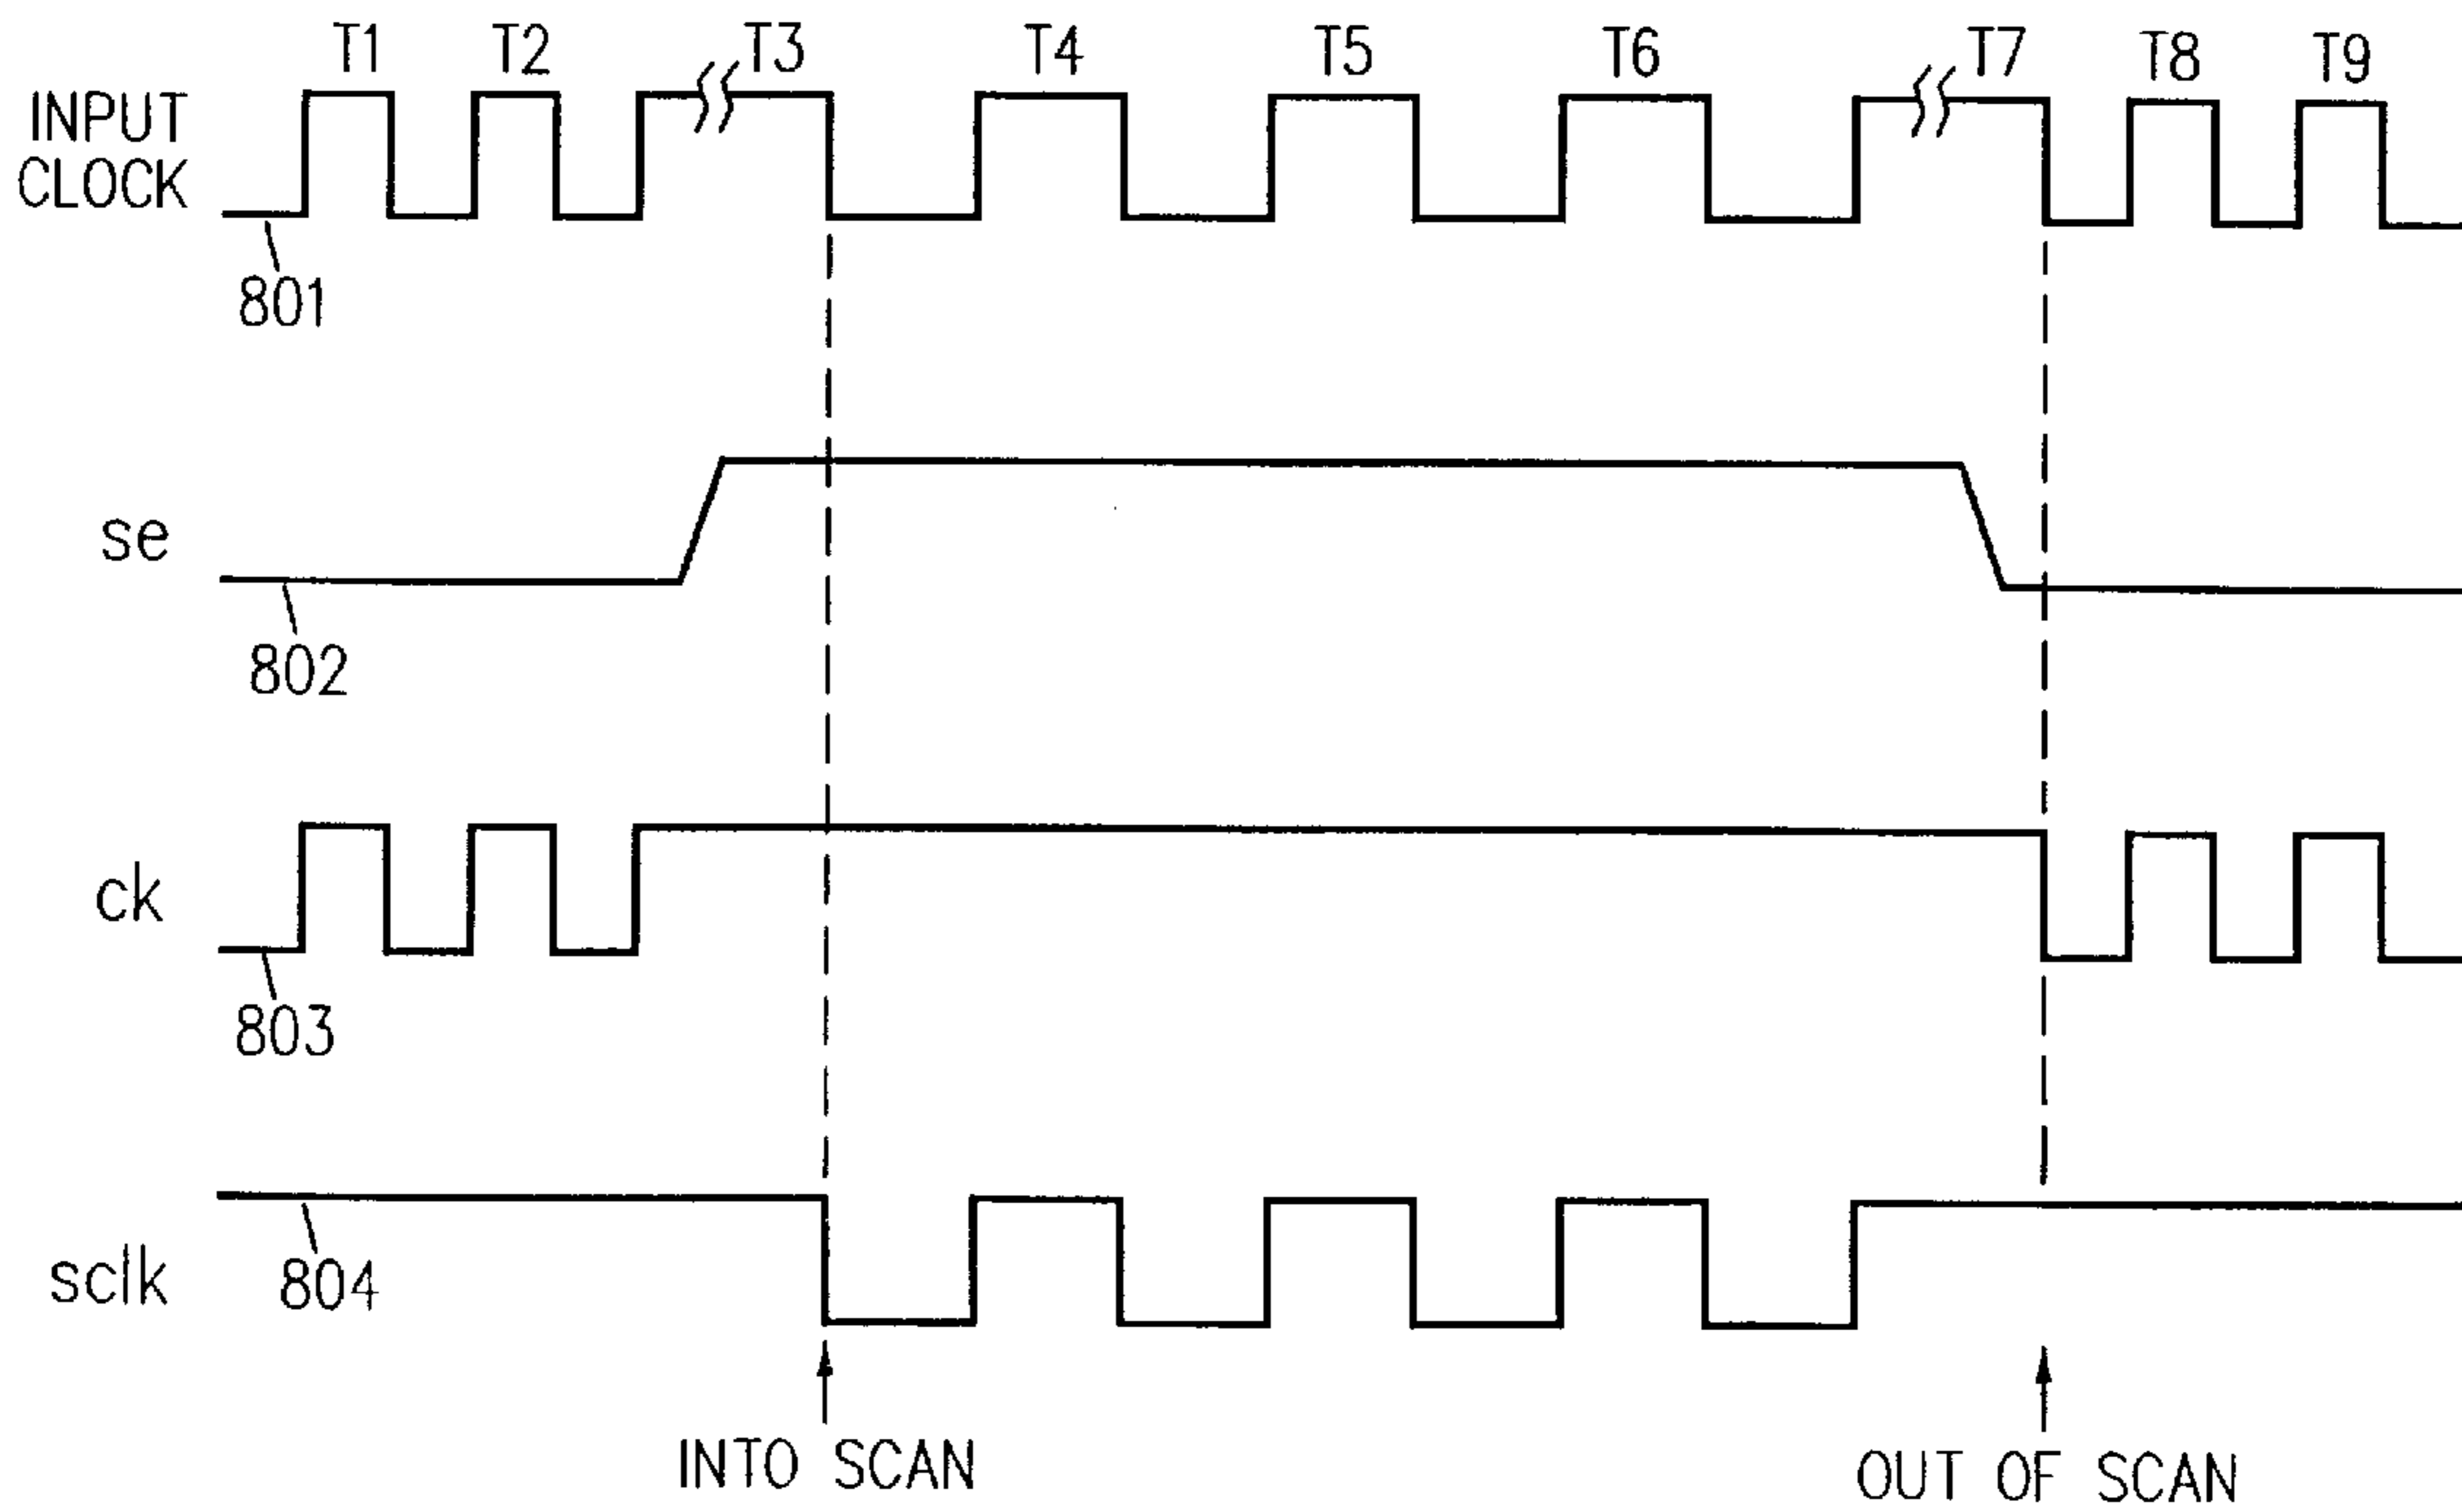 T1 T2 T3 T4 T5 T6 T7 T8 T9
INPUT
CLOCK
801
se
802
ck
803
sclk
804
INTO SCAN
OUT OF SCAN